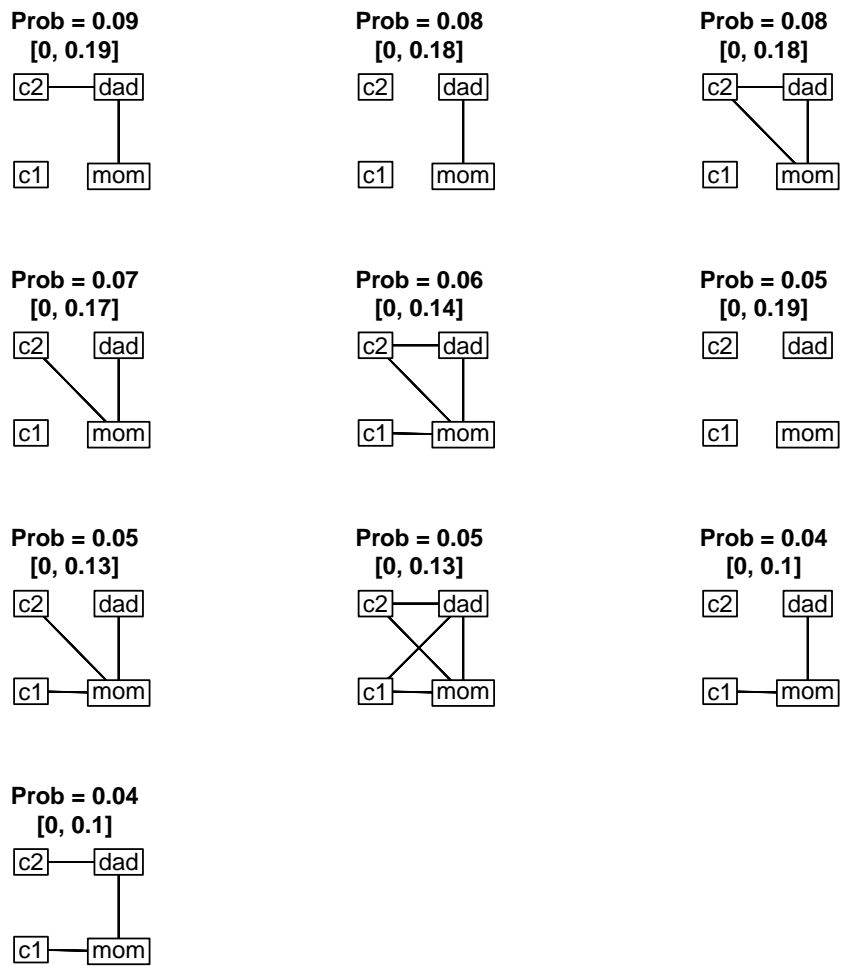 Prob = 0.09
[0, 0.19]
c2 dad
c1 mom
Prob = 0.08
[0, 0.18]
c2 dad
c1 mom
Prob = 0.08
[0, 0.18]
c2 dad
c1 mom
Prob = 0.07
[0, 0.17]
c2 dad
c1 mom
Prob = 0.06
[0, 0.14]
c2 dad
c1 mom
Prob = 0.05
[0, 0.19]
c2 dad
c1 mom
Prob = 0.05
[0, 0.13]
c2 dad
c1 mom
Prob = 0.05
[0, 0.13]
c2 dad
c1 mom
Prob = 0.04
[0, 0.1]
c2 dad
c1 mom
Prob = 0.04
[0, 0.1]
c2 dad
c1 mom